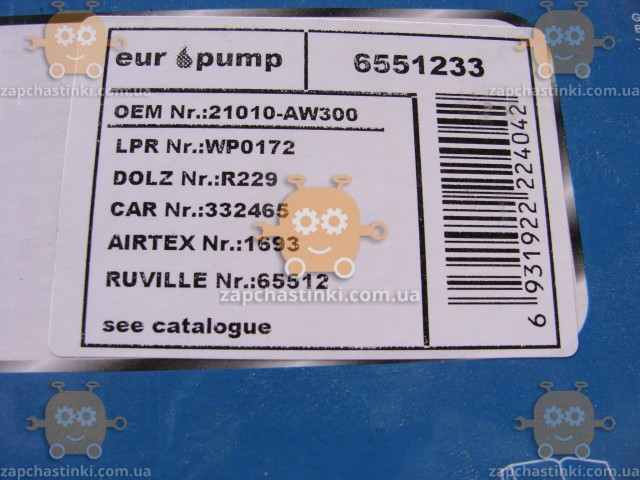 eur pump
6551233
OEM Nr.:21010-AW300
LPR Nr.:WP0172
DOLZ Nr.:R229
CAR Nr.:332465
AIRTEX Nr.:1693
RUVILLE Nr.:65512
see catalogue
6 931922 224042
zapchastinki.com.ua
zapchastinki.com.ua
zapchastinki.com.ua
zapchastinki.com.ua
zapchastinki.com.ua